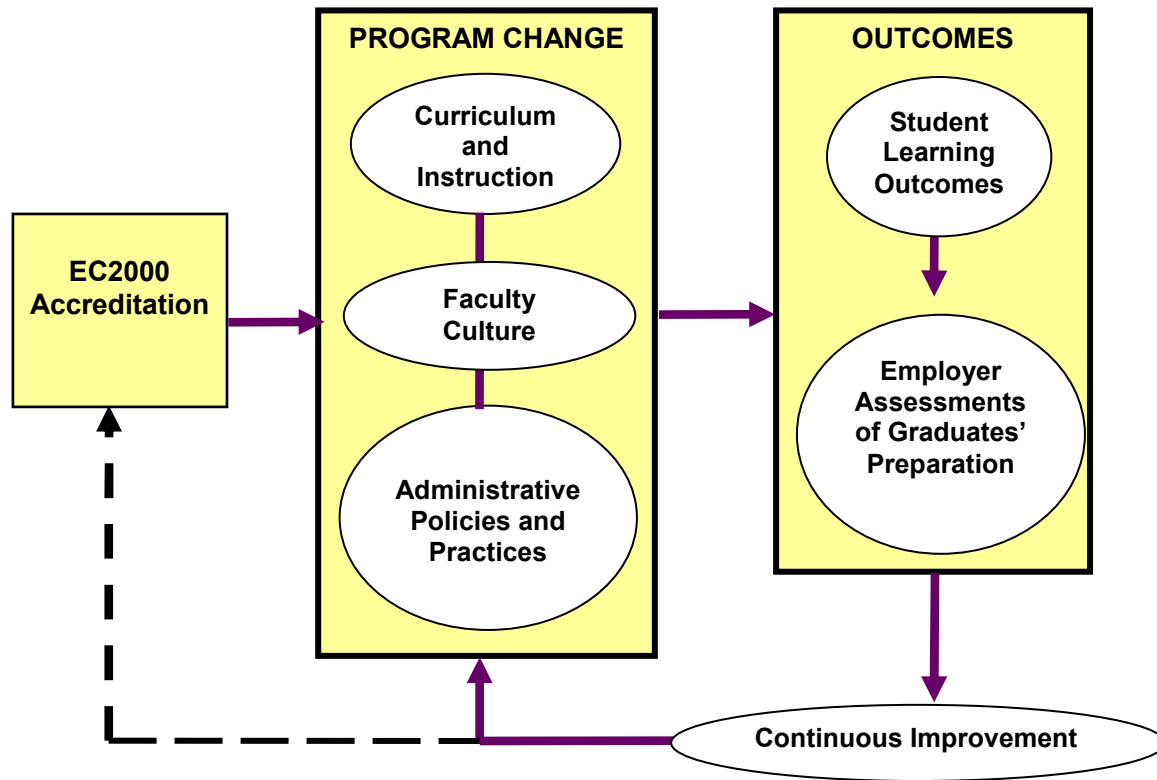 PROGRAM CHANGE
Curriculum
and
Instruction
Faculty
Culture
Administrative
Policies and
Practices
OUTCOMES
Student
Learning
Outcomes
Employer
Assessments
of Graduates’
Preparation
EC2000
Accreditation
Continuous Improvement